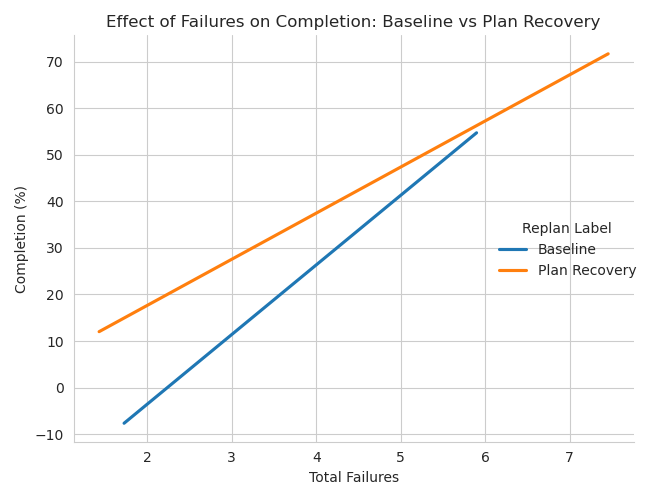 Effect of Failures on Completion: Baseline vs Plan Recovery
70
60
50
40
30
20
10
0
−10
Completion (%)
Replan Label
Baseline
Plan Recovery
2 3 4 5 6 7
Total Failures